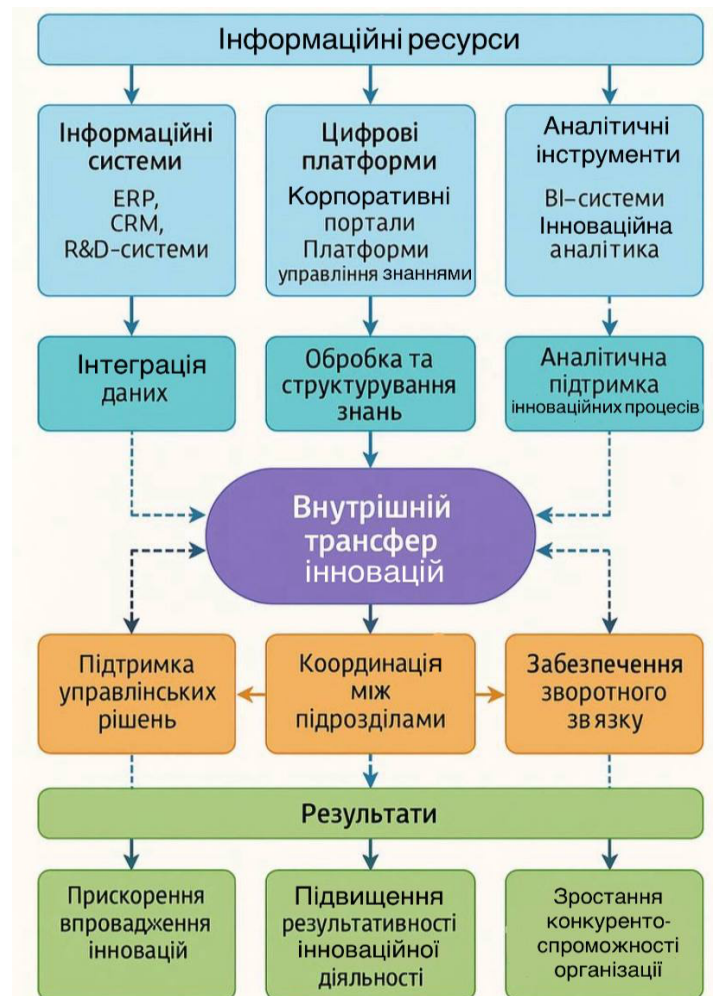 Інформаційні ресурси
Інформаційні
системи
ERP,
CRM,
R&D-системи
Цифрові
платформи
Корпоративні
портали
Платформи
управління знаннями
Аналітичні
інструменти
BI-системи
Інноваційна
аналітика
Інтеграція
даних
Обробка та
структурування
знань
Аналітична
підтримка
інноваційних процесів
Внутрішній
трансфер
інновацій
Підтримка
управлінських
рішень
Координація
між
підрозділами
Забезпечення
зворотного
зв язку
Результати
Прискорення
впровадження
інновацій
Підвищення
результативності
інноваційної
діяльності
Зростання
конкуренто-
спроможності
організації